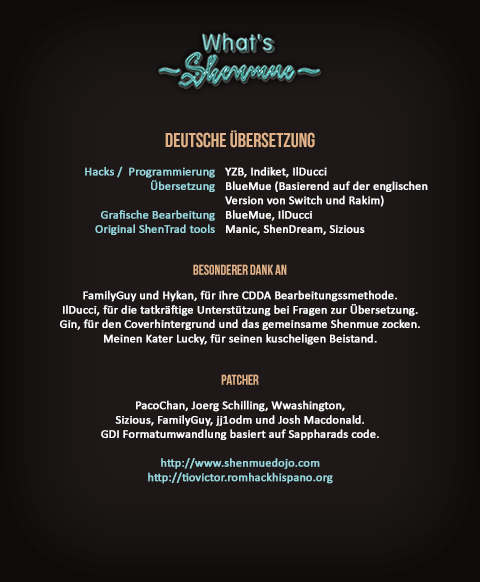 What's
~Shenmue~
DEUTSCHE ÜBERSETZUNG
Hacks / Programmierung YZB, Indiket, IlDucci
Übersetzung BlueMue (Basierend auf der englischen
Version von Switch und Rakim)
Grafische Bearbeitung BlueMue, IlDucci
Original ShenTrad tools Manic, ShenDream, Sizious
BESONDERER DANK AN
FamilyGuy und Hykan, für ihre CDDA Bearbeitungssmethode.
IlDucci, für die tatkräftige Unterstützung bei Fragen zur Übersetzung.
Gin, für den Coverhintergrund und das gemeinsame Shenmue zocken.
Meinen Kater Lucky, für seinen kuscheligen Beistand.
PATCHER
PacoChan, Joerg Schilling, Wwashington,
Sizious, FamilyGuy, jj1odm und Josh Macdonald.
GDI Formatumwandlung basiert auf Sappharads code.
http://www.shenmuedojo.com
http://tiovictor.romhackhispano.org